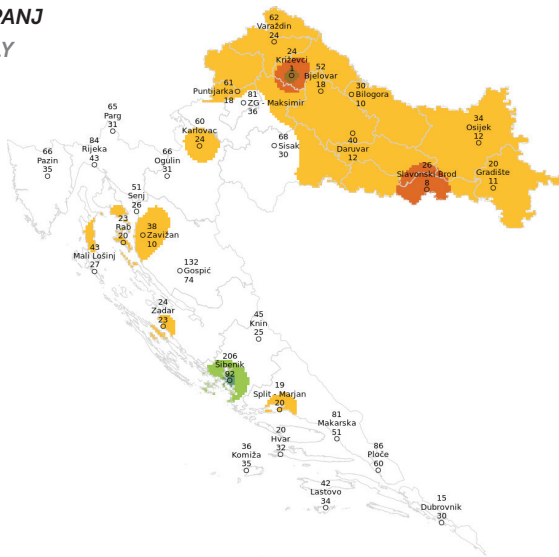 PANJ
LY
62
Varaždin
24
24
Križevci
1
52
Bjelovar
18
61
Puntijarka
18
81
ZG - Maksimir
36
30
Bilogora
10
65
Parg
31
60
Karlovac
24
34
Osijek
12
84
Rijeka
43
68
Sisak
30
40
Daruvar
12
66
Pazin
35
66
Ogulin
31
26
Slavonski Brod
8
20
Gradište
11
51
Senj
26
23
Rab
20
38
Zavižan
10
43
Mali Lošinj
27
132
Gospić
74
24
Zadar
23
45
Knin
25
206
Šibenik
92
19
Split - Marjan
20
81
Makarska
51
20
Hvar
32
36
Komiža
35
86
Ploče
60
42
Lastovo
34
15
Dubrovnik
30